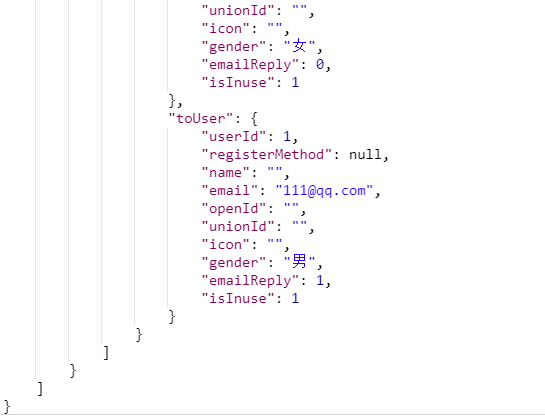 "unionId": "",
"icon": "",
"gender": "女",
"emailReply": 0,
"isInuse": 1
},
"toUser": {
"userId": 1,
"registerMethod": null,
"name": "",
"email": "111@qq.com",
"openId": "",
"unionId": "",
"icon": "",
"gender": "男",
"emailReply": 1,
"isInuse": 1
}
}
]
}
]
}